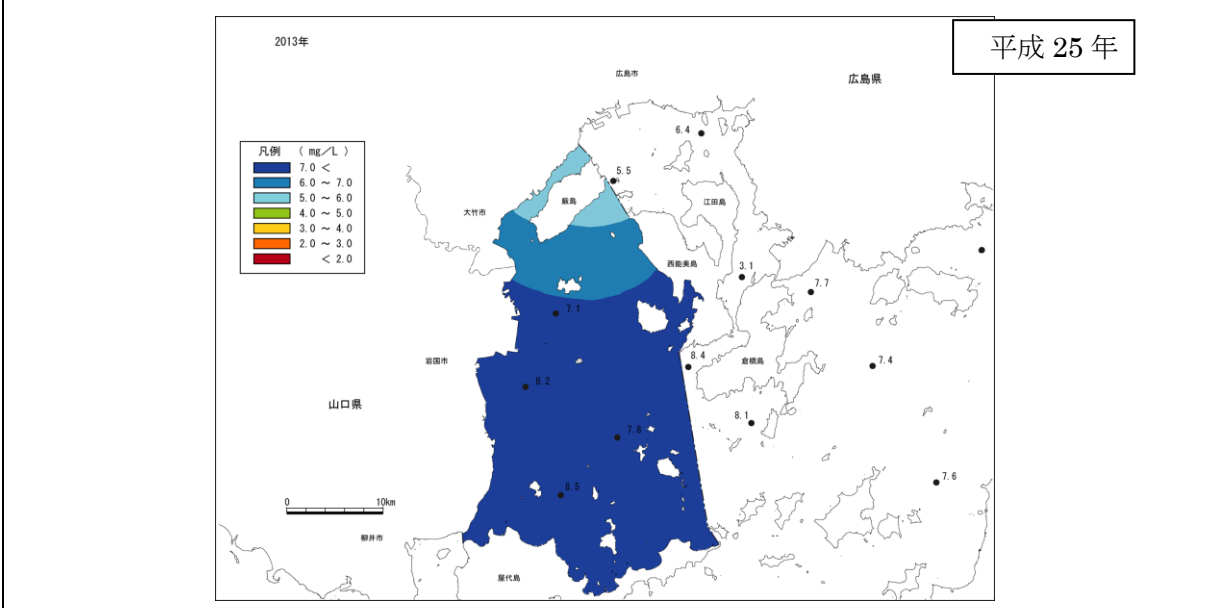 2013年
平成 25 年
広島市
広島県
凡例 ( mg/L )
7.0 <
6.0 ~ 7.0
5.0 ~ 6.0
4.0 ~ 5.0
3.0 ~ 4.0
2.0 ~ 3.0
< 2.0
6.4
5.5
厳島
江田島
大竹市
西能美島
3.1
7.7
7.1
岩国市
8.4
倉橋島
7.4
8.2
山口県
8.1
7.8
7.6
8.5
0
10km
柳井市
屋代島